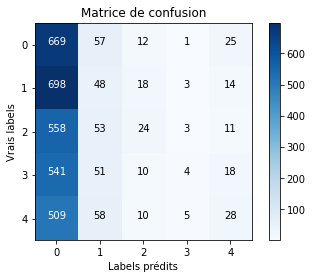 Matrice de confusion
0 669 57 12 1 25
1 698 48 18 3 14
2 558 53 24 3 11
3 541 51 10 4 18
4 509 58 10 5 28
0 1 2 3 4
Labels prédits
Vrais labels
600
500
400
300
200
100